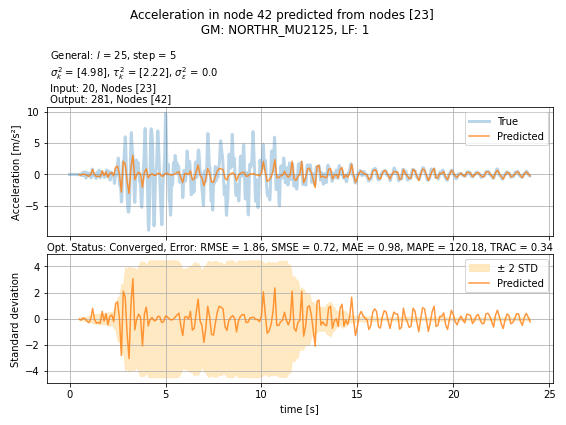 Acceleration in node 42 predicted from nodes [23]
GM: NORTHR_MU2125, LF: 1
General: l = 25, step = 5
σ²ₖ = [4.98], τ²ₖ = [2.22], σ²_ε = 0.0
Input: 20, Nodes [23]
Output: 281, Nodes [42]
Acceleration [m/s²]
10
5
0
−5
True
Predicted
Opt. Status: Converged, Error: RMSE = 1.86, SMSE = 0.72, MAE = 0.98, MAPE = 120.18, TRAC = 0.34
Standard deviation
4
2
0
−2
−4
± 2 STD
Predicted
0 5 10 15 20 25
time [s]